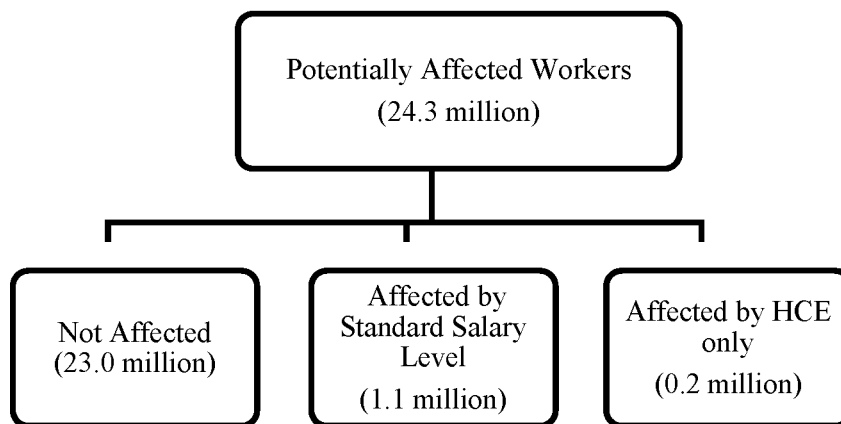 Potentially Affected Workers
(24.3 million)
Not Affected
(23.0 million)
Affected by
Standard Salary
Level
(1.1 million)
Affected by HCE
only
(0.2 million)